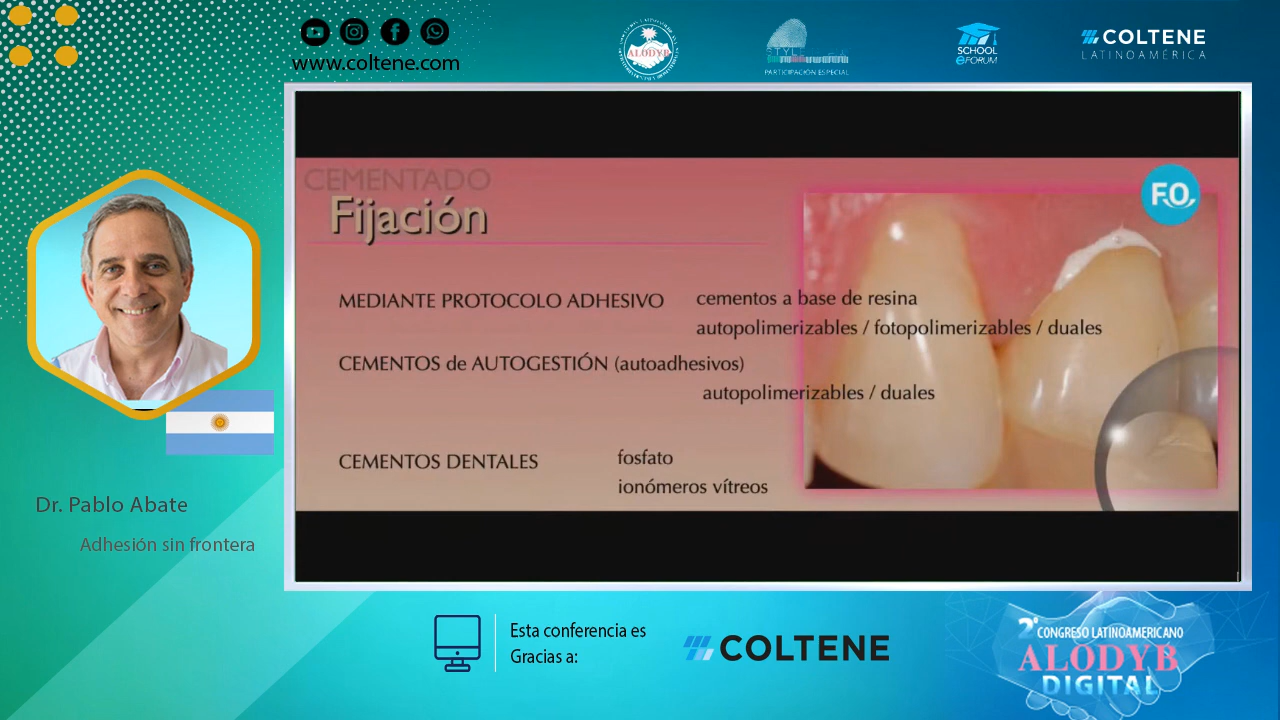 www.coltene.com
ALODYB
STYLE
PARTICIPACIÓN ESPECIAL
SCHOOL
eFORUM
COLTENE
LATINOAMÉRICA
CEMENTADO
Fijación
F.O.
MEDIANTE PROTOCOLO ADHESIVO cementos a base de resina
autopolimerizables / fotopolimerizables / duales
CEMENTOS de AUTOGESTIÓN (autoadhesivos)
autopolimerizables / duales
CEMENTOS DENTALES fosfato
ionómeros vítreos
Dr. Pablo Abate
Adhesión sin frontera
Esta conferencia es
Gracias a:
COLTENE
2° CONGRESO LATINOAMERICANO
ALODYB
DIGITAL